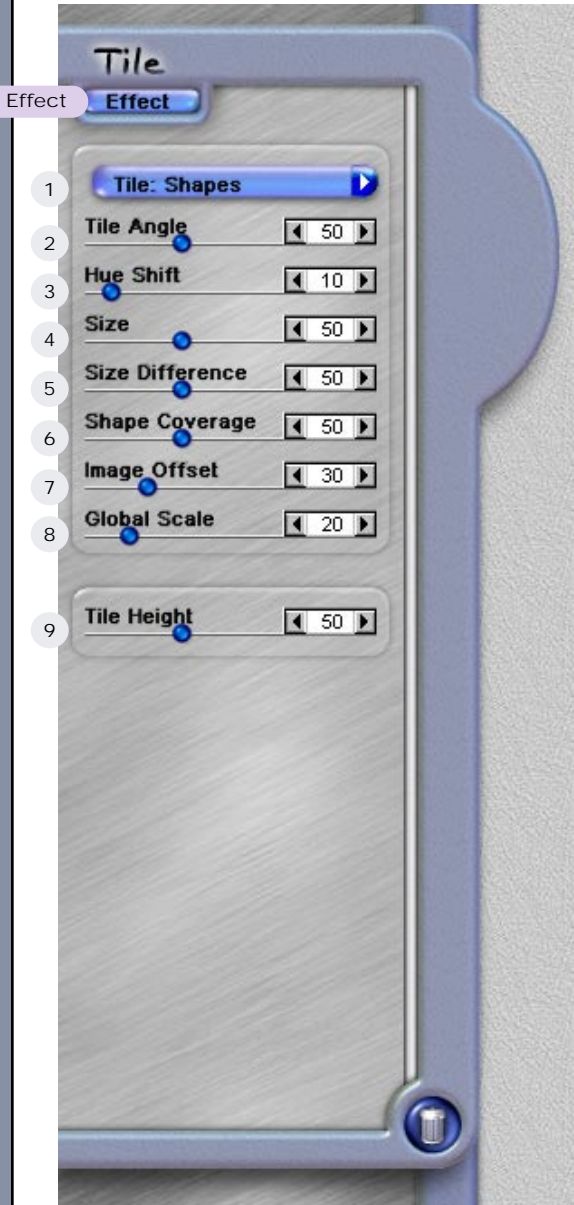 Tile
Effect Effect
1 Tile: Shapes
Tile Angle
2 50
Hue Shift
3 10
Size
4 50
Size Difference
5 50
Shape Coverage
6 50
Image Offset
7 30
Global Scale
8 20
Tile Height
9 50